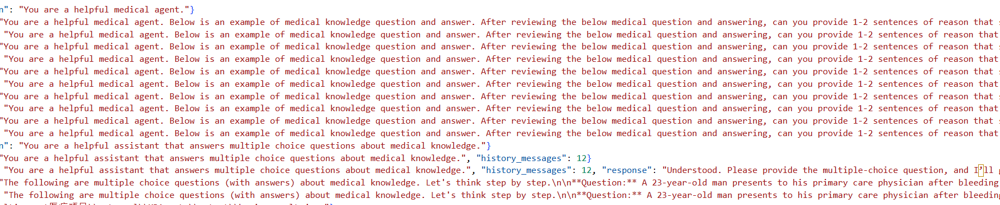 n": "You are a helpful medical agent."}
"You are a helpful medical agent. Below is an example of medical knowledge question and answer. After reviewing the below medical question and answering, can you provide 1-2 sentences of reason that
"You are a helpful medical agent. Below is an example of medical knowledge question and answer. After reviewing the below medical question and answering, can you provide 1-2 sentences of reason that
"You are a helpful medical agent. Below is an example of medical knowledge question and answer. After reviewing the below medical question and answering, can you provide 1-2 sentences of reason that
"You are a helpful medical agent. Below is an example of medical knowledge question and answer. After reviewing the below medical question and answering, can you provide 1-2 sentences of reason that
"You are a helpful medical agent. Below is an example of medical knowledge question and answer. After reviewing the below medical question and answering, can you provide 1-2 sentences of reason that
"You are a helpful medical agent. Below is an example of medical knowledge question and answer. After reviewing the below medical question and answering, can you provide 1-2 sentences of reason that
"You are a helpful medical agent. Below is an example of medical knowledge question and answer. After reviewing the below medical question and answering, can you provide 1-2 sentences of reason that
"You are a helpful medical agent. Below is an example of medical knowledge question and answer. After reviewing the below medical question and answering, can you provide 1-2 sentences of reason that
"You are a helpful medical agent. Below is an example of medical knowledge question and answer. After reviewing the below medical question and answering, can you provide 1-2 sentences of reason that
"You are a helpful medical agent. Below is an example of medical knowledge question and answer. After reviewing the below medical question and answering, can you provide 1-2 sentences of reason that
n": "You are a helpful assistant that answers multiple choice questions about medical knowledge."}
"You are a helpful assistant that answers multiple choice questions about medical knowledge.", "history_messages": 12}
"You are a helpful assistant that answers multiple choice questions about medical knowledge.", "history_messages": 12, "response": "Understood. Please provide the multiple-choice question, and I’ll
"The following are multiple choice questions (with answers) about medical knowledge. Let's think step by step.\n\n**Question:** A 23-year-old man presents to his primary care physician after bleeding
"The following are multiple choice questions (with answers) about medical knowledge. Let's think step by step.\n\n**Question:** A 23-year-old man presents to his primary care physician after bleeding